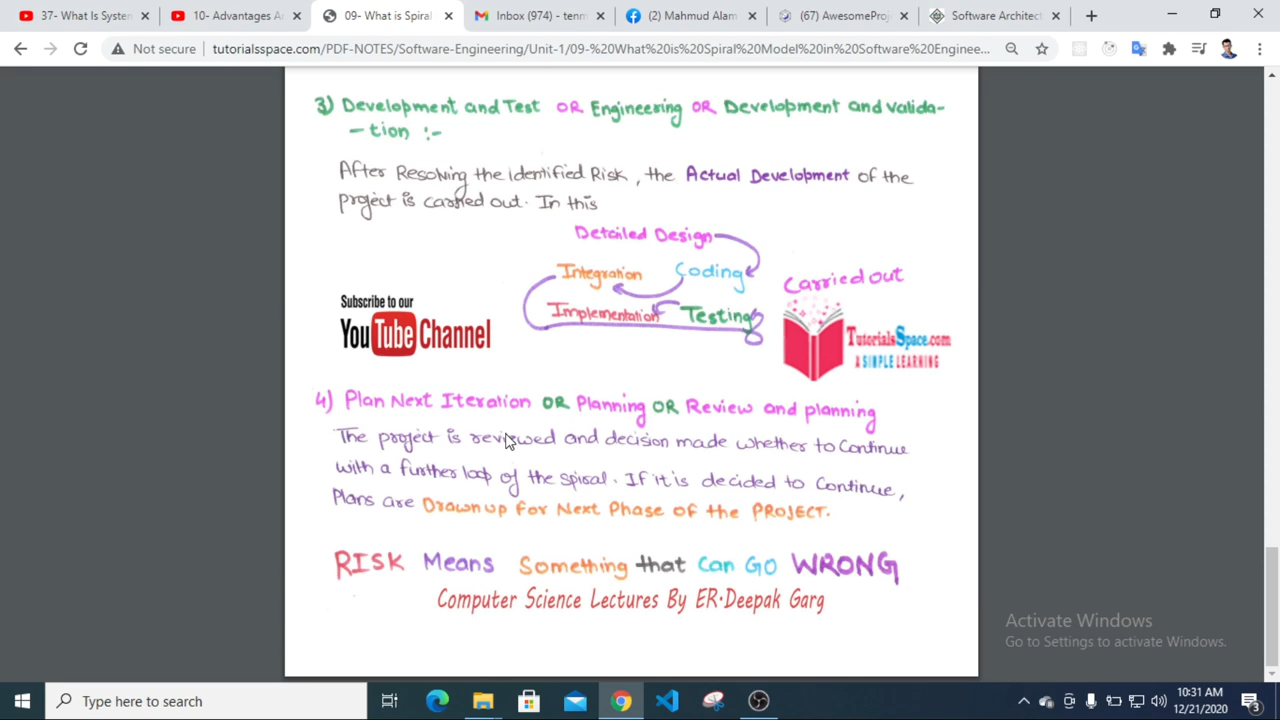 37- What Is System
10- Advantages Ar
09- What is Spiral
Inbox (974) - tenm
(2) Mahmud Alam
(67) AwesomeProj
Software Architect
Not secure
tutorialsspace.com/PDF-NOTES/Software-Engineering/Unit-1/09-%20What%20is%20Spiral%20Model%20in%20Software%20Enginee...
3) Development and Test OR Engineering OR Development and Valida-
-tion :-
After Resolving the identified Risk, the Actual Development of the
project is carried out. In this
Detailed Design
Integration Coding
Carried out
Implementation Testing
Subscribe to our
YouTube Channel
TutorialsSpace.com
A SIMPLE LEARNING
4) Plan Next Iteration OR Planning OR Review and planning
The project is reviewed and decision made whether to Continue
with a further loop of the spiral. If it is decided to Continue,
Plans are Drawn up for Next Phase of the PROJECT.
RISK Means Something that Can GO WRONG
Computer Science Lectures By ER.Deepak Garg
Activate Windows
Go to Settings to activate Windows.
Type here to search
10:31 AM
12/21/2020
3